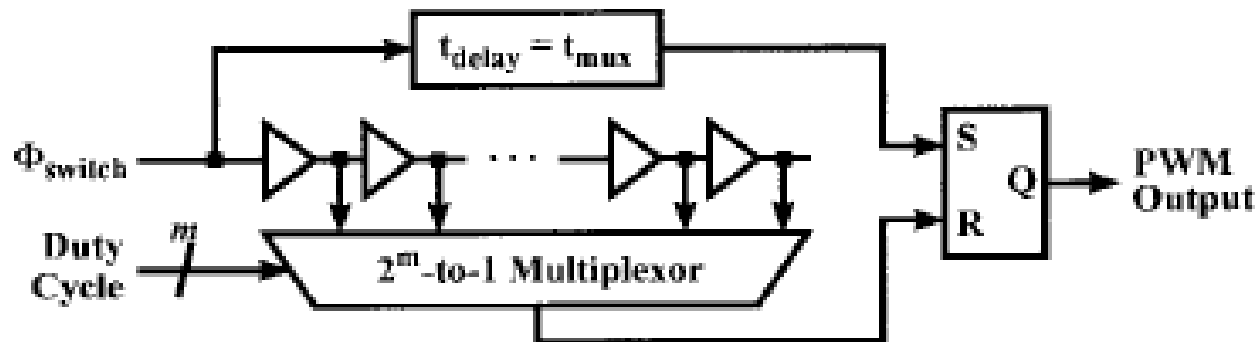 t_delay = t_mux
Φ_switch
. . .
S
Q
R
PWM
Output
Duty
Cycle
m
2^m-to-1 Multiplexor